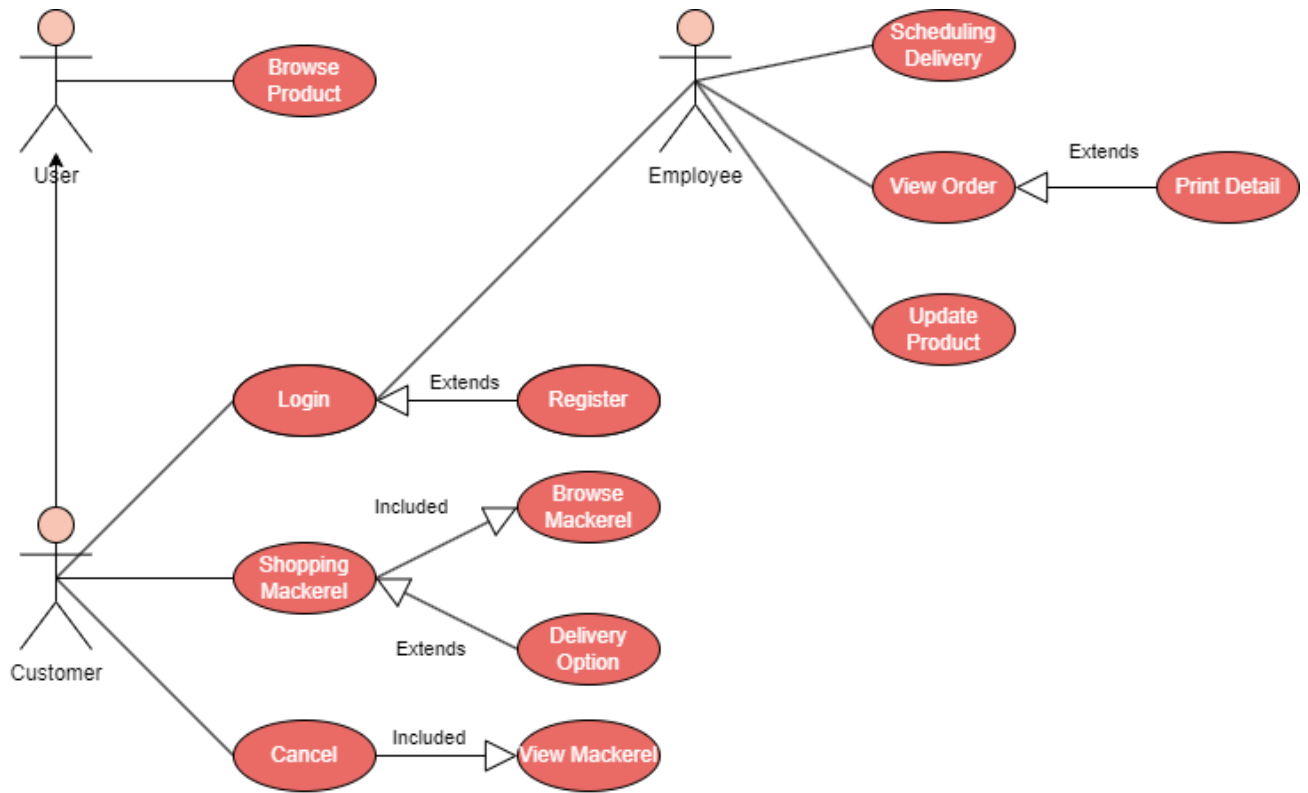 Browse
Product
User
Scheduling
Delivery
Employee
View Order
Extends
Print Detail
Update
Product
Login
Extends
Register
Included
Browse
Mackerel
Shopping
Mackerel
Extends
Delivery
Option
Customer
Cancel
Included
View Mackerel